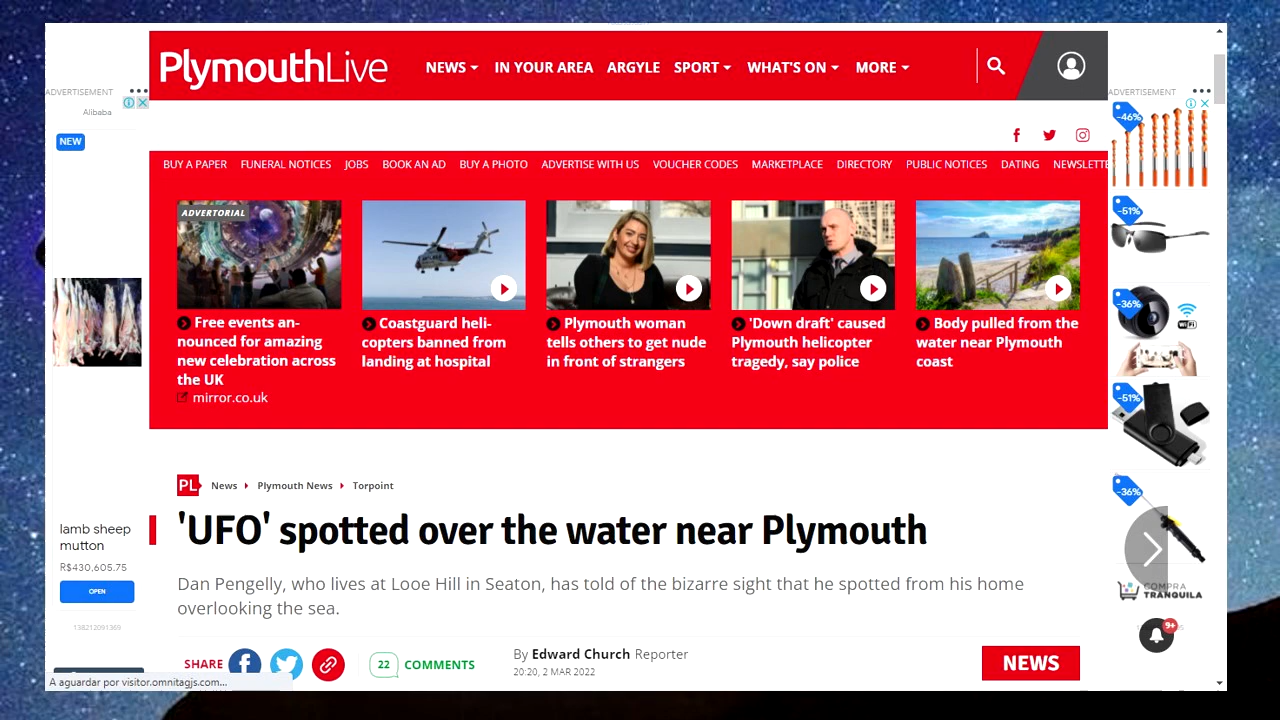 PlymouthLive
NEWS
IN YOUR AREA
ARGYLE
SPORT
WHAT'S ON
MORE
ADVERTISEMENT
Alibaba
NEW
lamb sheep
mutton
R$430,605.75
OPEN
138212091369
BUY A PAPER
FUNERAL NOTICES
JOBS
BOOK AN AD
BUY A PHOTO
ADVERTISE WITH US
VOUCHER CODES
MARKETPLACE
DIRECTORY
PUBLIC NOTICES
DATING
NEWSLETTE
ADVERTORIAL
Free events an-
nounced for amazing
new celebration across
the UK
mirror.co.uk
Coastguard heli-
copters banned from
landing at hospital
Plymouth woman
tells others to get nude
in front of strangers
'Down draft' caused
Plymouth helicopter
tragedy, say police
Body pulled from the
water near Plymouth
coast
PL
News
Plymouth News
Torpoint
'UFO' spotted over the water near Plymouth
Dan Pengelly, who lives at Looe Hill in Seaton, has told of the bizarre sight that he spotted from his home
overlooking the sea.
SHARE
22
COMMENTS
By Edward Church Reporter
20:20, 2 MAR 2022
NEWS
A aguardar por visitor.omnitagjs.com...
ADVERTISEMENT
-46%
-51%
-36%
WiFi
-51%
-36%
COMPRA
TRANQUILA
9+